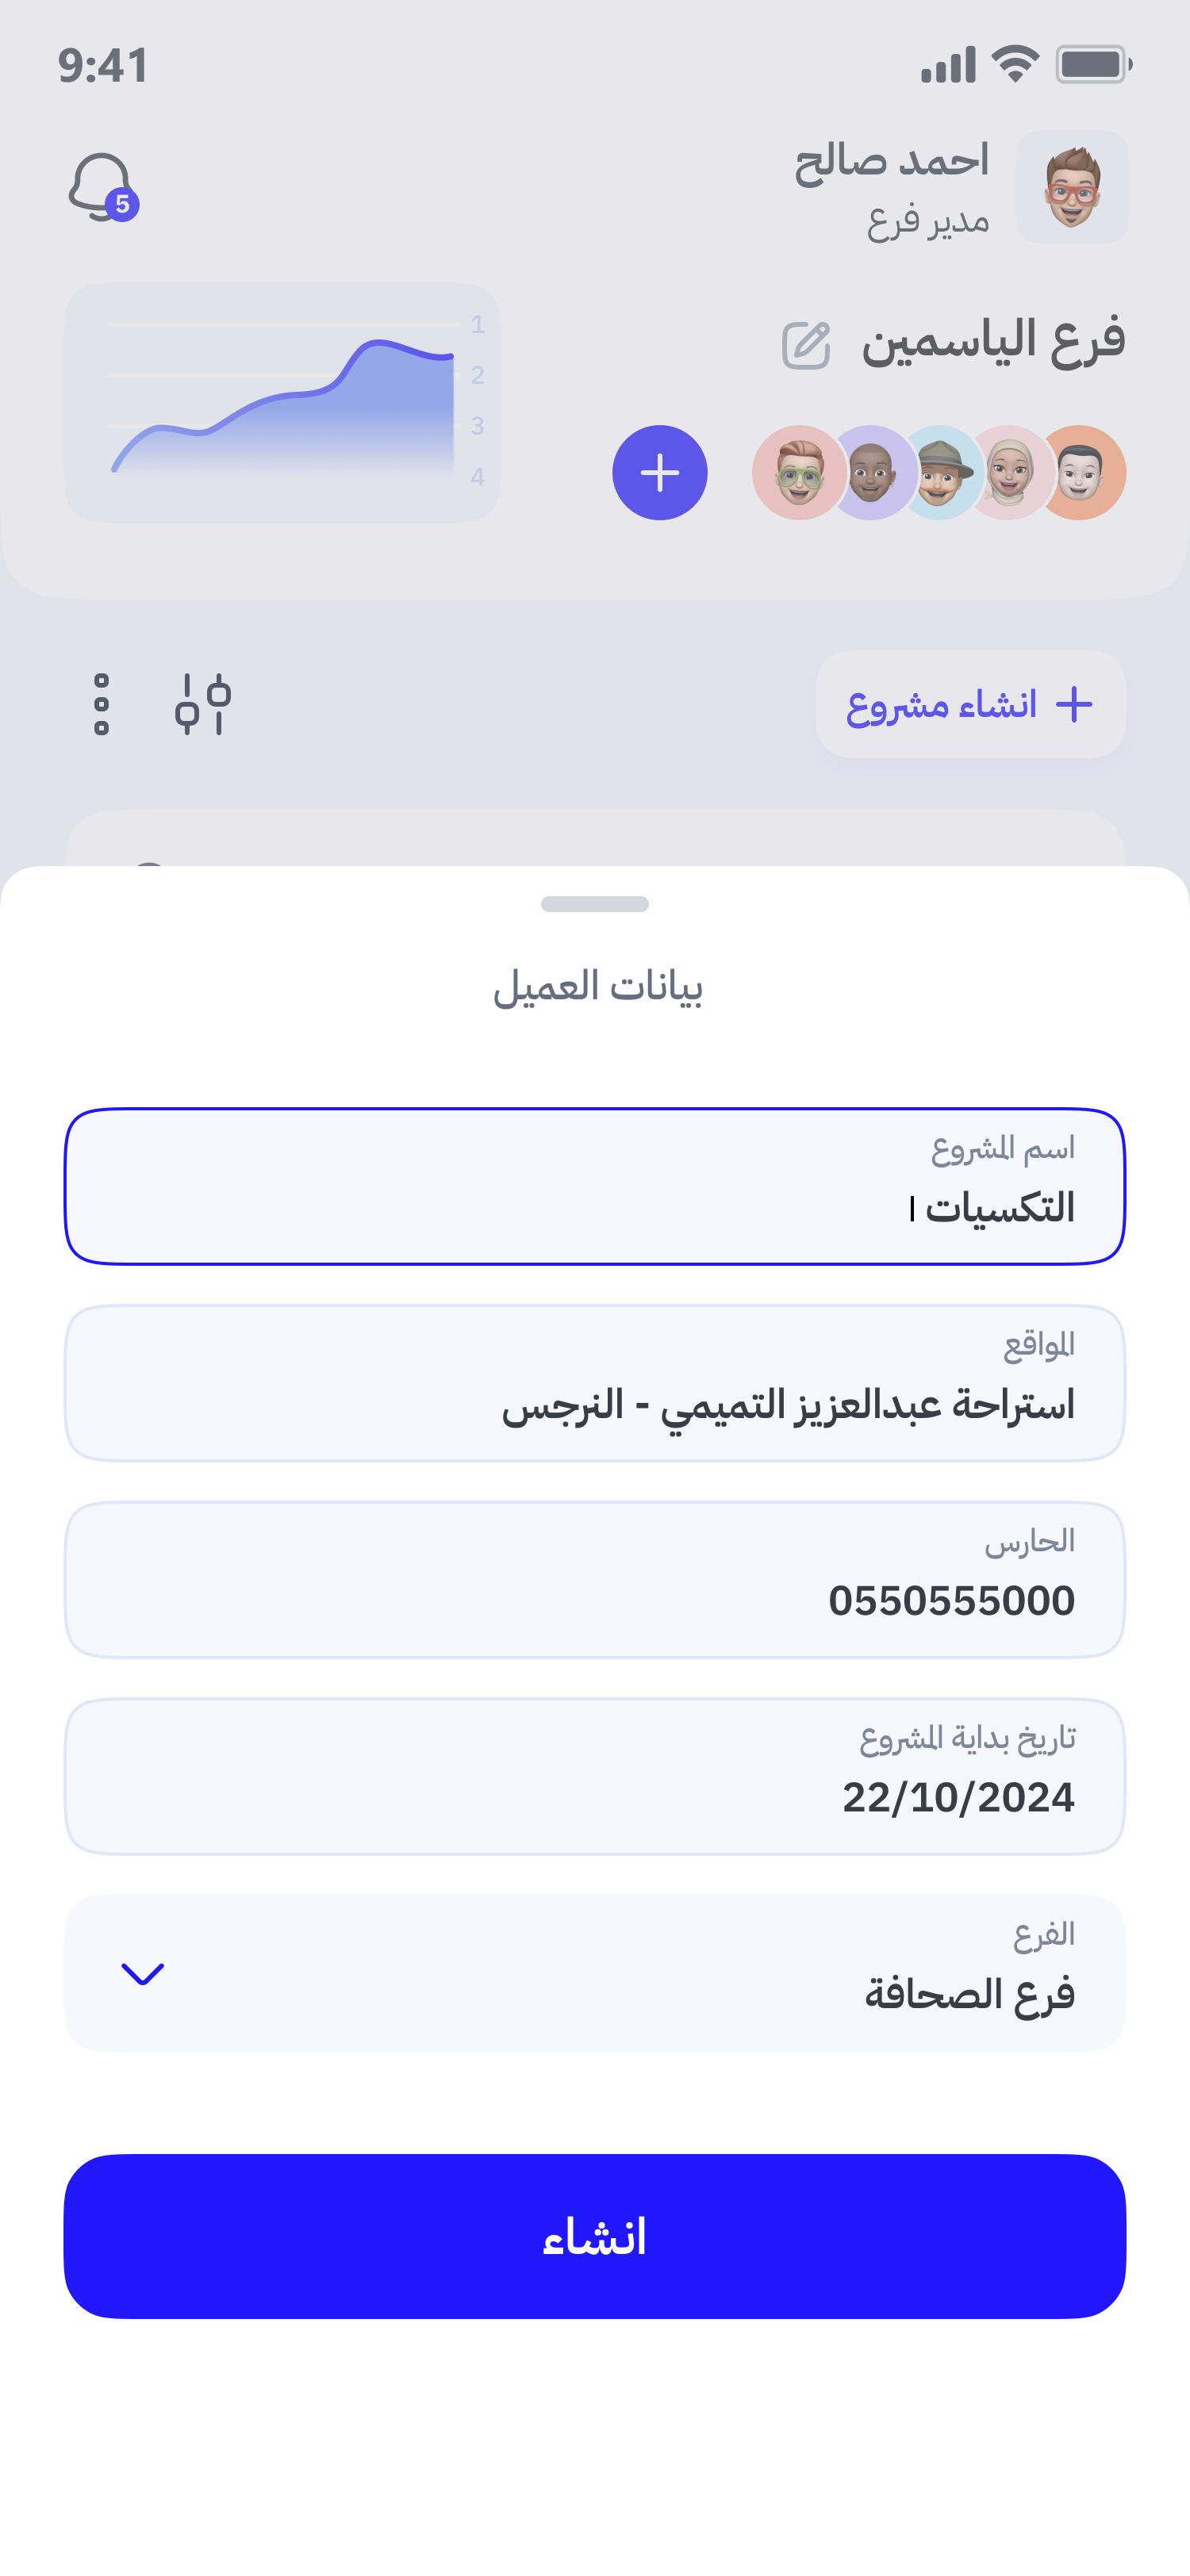 9:41
احمد صالح
مدير فرع
5
فرع الياسمين
1
2
3
4
انشاء مشروع
بيانات العميل
اسم المشروع
التكسيات
المواقع
استراحة عبدالعزيز التميمي - النرجس
الحارس
0550555000
تاريخ بداية المشروع
22/10/2024
الفرع
فرع الصحافة
انشاء